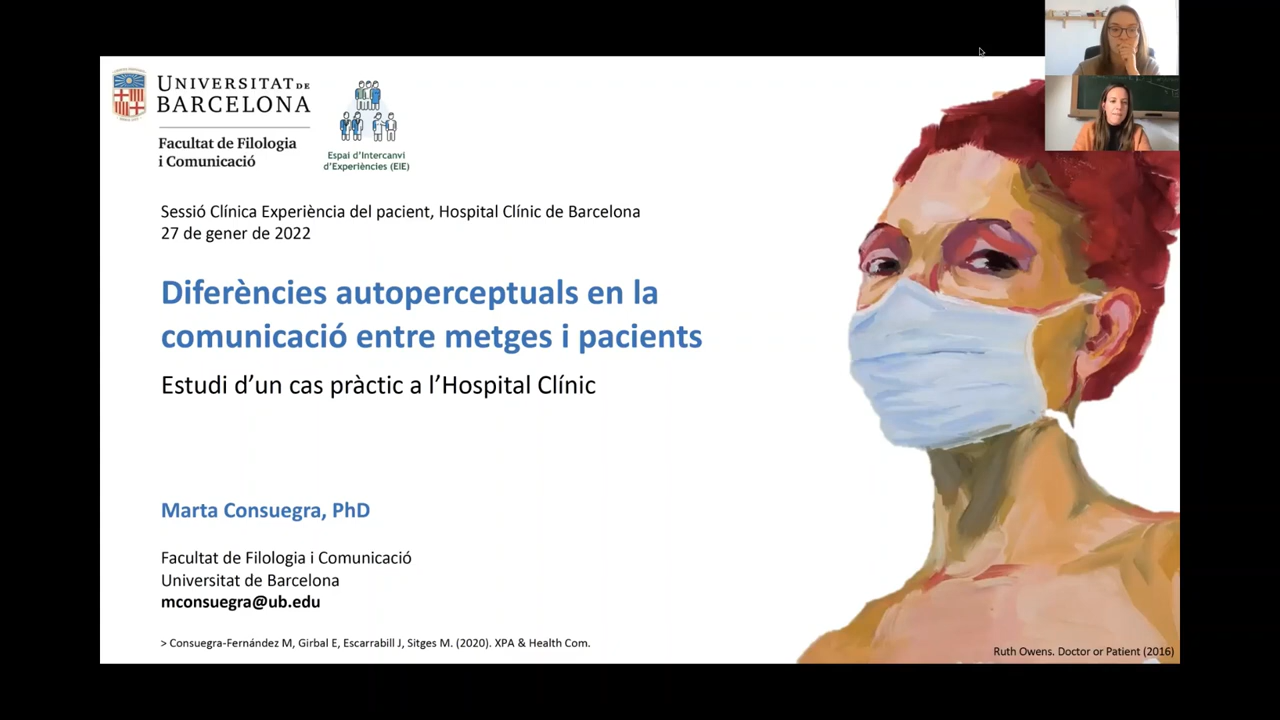 UNIVERSITAT DE
BARCELONA
Facultat de Filologia
i Comunicació
Espai d'Intercanvi
d'Experiències (EIE)
Sessió Clínica Experiència del pacient, Hospital Clínic de Barcelona
27 de gener de 2022
Diferències autoperceptuals en la
comunicació entre metges i pacients
Estudi d'un cas pràctic a l'Hospital Clínic
Marta Consuegra, PhD
Facultat de Filologia i Comunicació
Universitat de Barcelona
mconsuegra@ub.edu
> Consuegra-Fernández M, Girbal E, Escarrabill J, Sitges M. (2020). XPA & Health Com.
Ruth Owens. Doctor or Patient (2016)